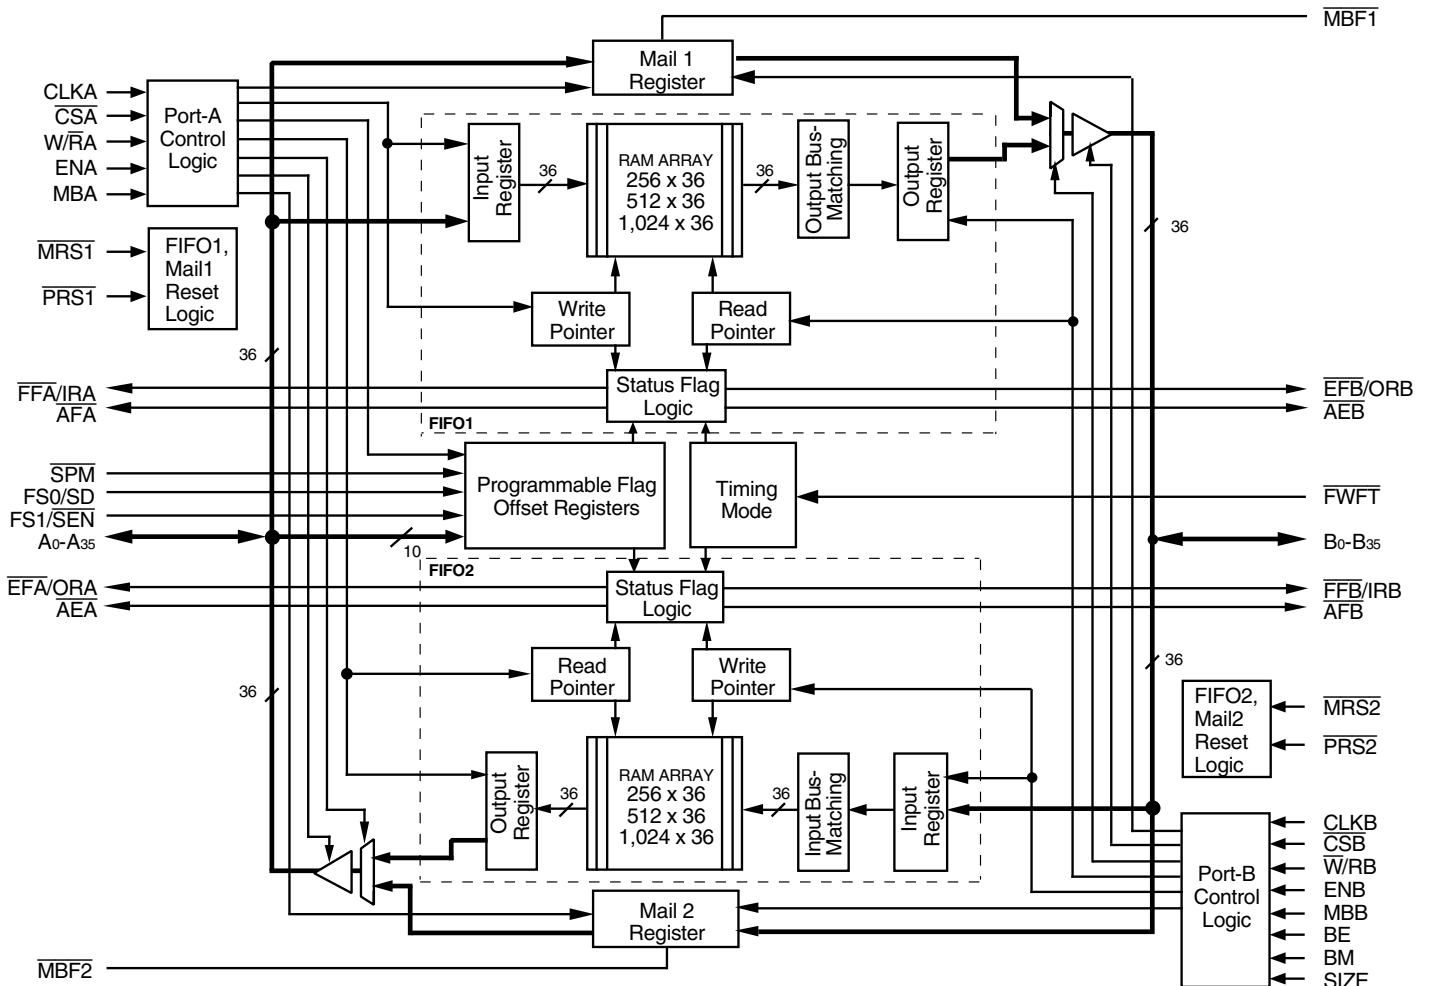 MBF1
Mail 1
Register
CLKA
CSA
W/RA
ENA
MBA
Port-A
Control
Logic
Input
Register
36
RAM ARRAY
256 x 36
512 x 36
1,024 x 36
36
Output Bus-
Matching
Output
Register
36
MRS1
PRS1
FIFO1,
Mail1
Reset
Logic
Write
Pointer
Read
Pointer
36
FFA/IRA
AFA
Status Flag
Logic
EFB/ORB
AEB
FIFO1
SPM
FS0/SD
FS1/SEN
A0-A35
Programmable Flag
Offset Registers
Timing
Mode
FWFT
10
B0-B35
FIFO2
EFA/ORA
AEA
Status Flag
Logic
FFB/IRB
AFB
Read
Pointer
Write
Pointer
36
36
FIFO2,
Mail2
Reset
Logic
MRS2
PRS2
Output
Register
36
RAM ARRAY
256 x 36
512 x 36
1,024 x 36
36
Input Bus-
Matching
Input
Register
Port-B
Control
Logic
CLKB
CSB
W/RB
ENB
MBB
BE
BM
SIZE
Mail 2
Register
MBF2